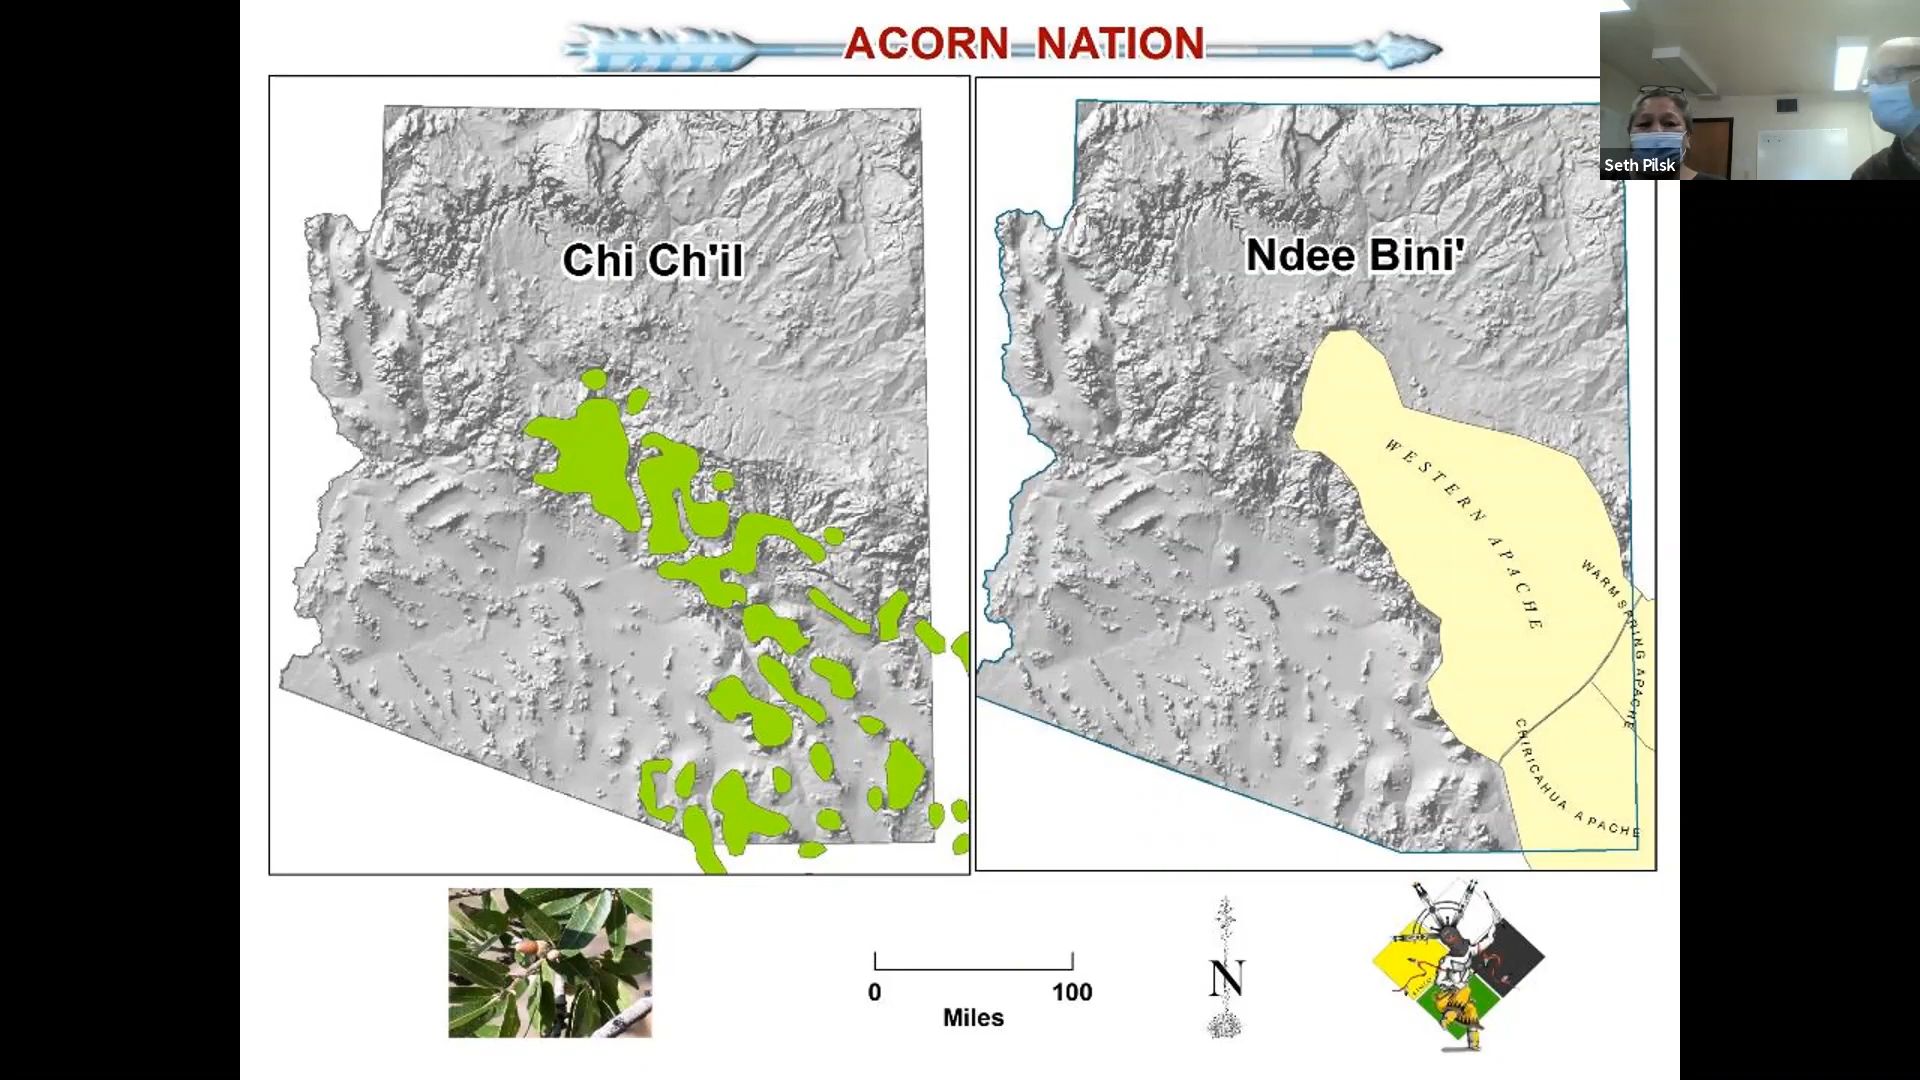 ACORN NATION
Seth Pilsk
Chi Ch'il
Ndee Bini'
WESTERN APACHE
WARM SPRING APACHE
CHIRICAHUA APACHE
0 100
Miles
N